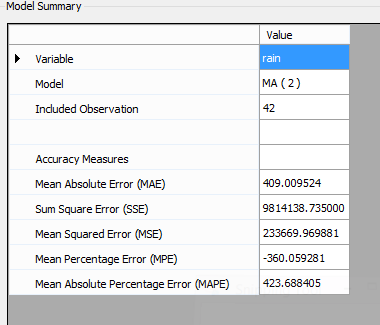 Model Summary
Value
Variable rain
Model MA ( 2 )
Included Observation 42
Accuracy Measures
Mean Absolute Error (MAE) 409.009524
Sum Square Error (SSE) 9814138.735000
Mean Squared Error (MSE) 233669.969881
Mean Percentage Error (MPE) -360.059281
Mean Absolute Percentage Error (MAPE) 423.688405